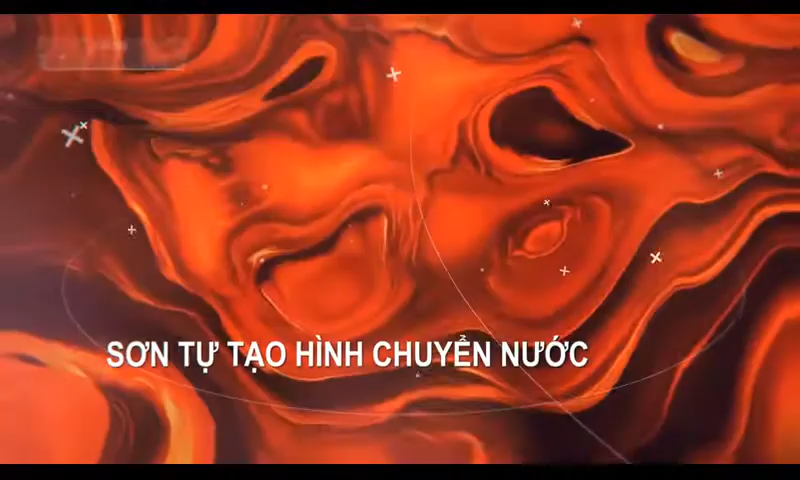 SƠN TỰ TẠO HÌNH CHUYỂN NƯỚC